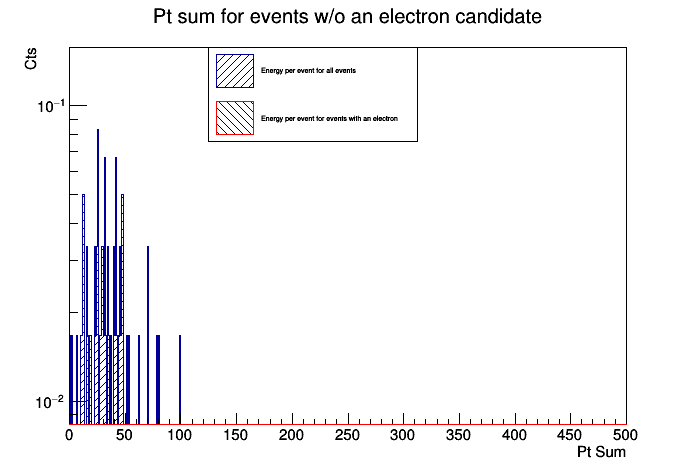 Pt sum for events w/o an electron candidate
Cts
Energy per event for all events
Energy per event for events with an electron
10⁻¹
10⁻²
0 50 100 150 200 250 300 350 400 450 500
Pt Sum